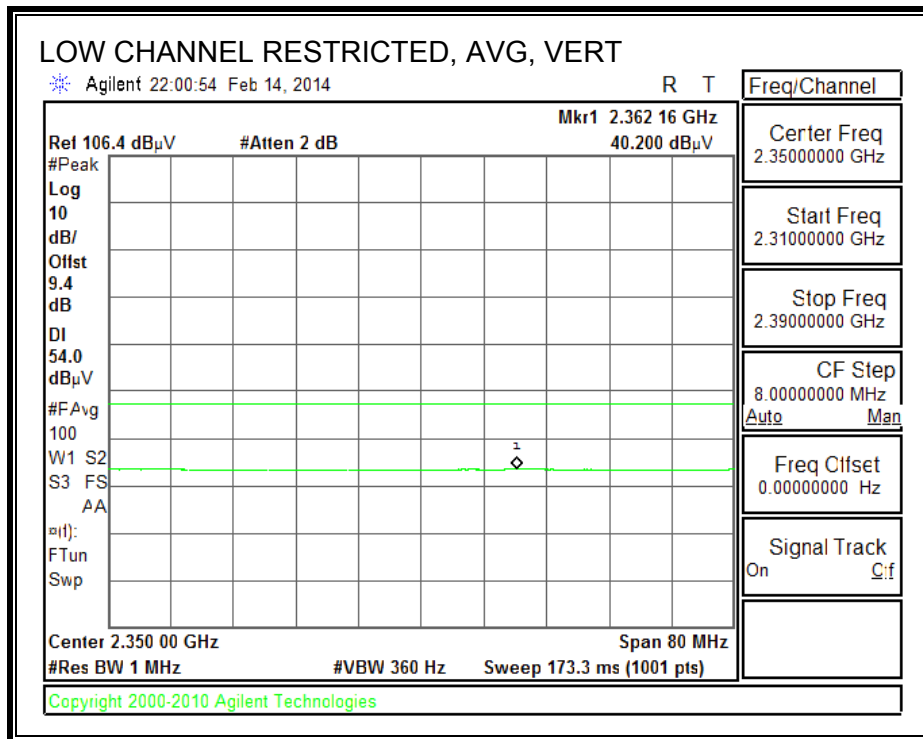 LOW CHANNEL RESTRICTED, AVG, VERT
Agilent 22:00:54 Feb 14, 2014 R T
Mkr1 2.362 16 GHz
Ref 106.4 dBµV #Atten 2 dB 40.200 dBµV
#Peak
Log
10
dB/
Offst
9.4
dB
DI
54.0
dBµV
#FAvg
100
W1 S2
S3 FS
AA
¤(f):
FTun
Swp
1
Center 2.350 00 GHz Span 80 MHz
#Res BW 1 MHz #VBW 360 Hz Sweep 173.3 ms (1001 pts)
Copyright 2000-2010 Agilent Technologies
Freq/Channel
Center Freq
2.35000000 GHz
Start Freq
2.31000000 GHz
Stop Freq
2.39000000 GHz
CF Step
8.00000000 MHz
Auto Man
Freq Offset
0.00000000 Hz
Signal Track
On Off